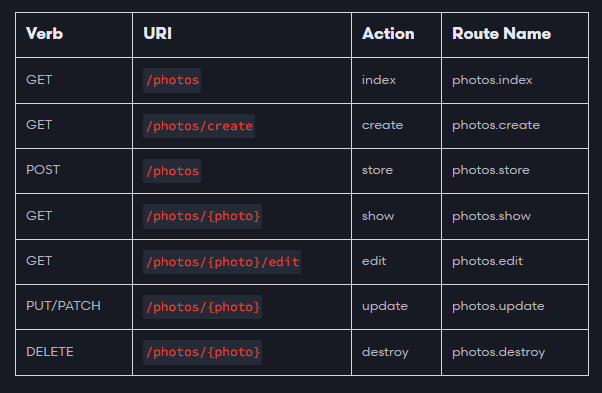 Verb URI Action Route Name
GET /photos index photos.index
GET /photos/create create photos.create
POST /photos store photos.store
GET /photos/{photo} show photos.show
GET /photos/{photo}/edit edit photos.edit
PUT/PATCH /photos/{photo} update photos.update
DELETE /photos/{photo} destroy photos.destroy